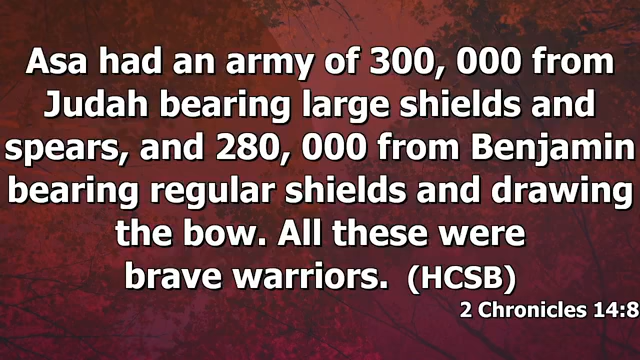 Asa had an army of 300, 000 from
Judah bearing large shields and
spears, and 280, 000 from Benjamin
bearing regular shields and drawing
the bow. All these were
brave warriors.  (HCSB)
2 Chronicles 14:8